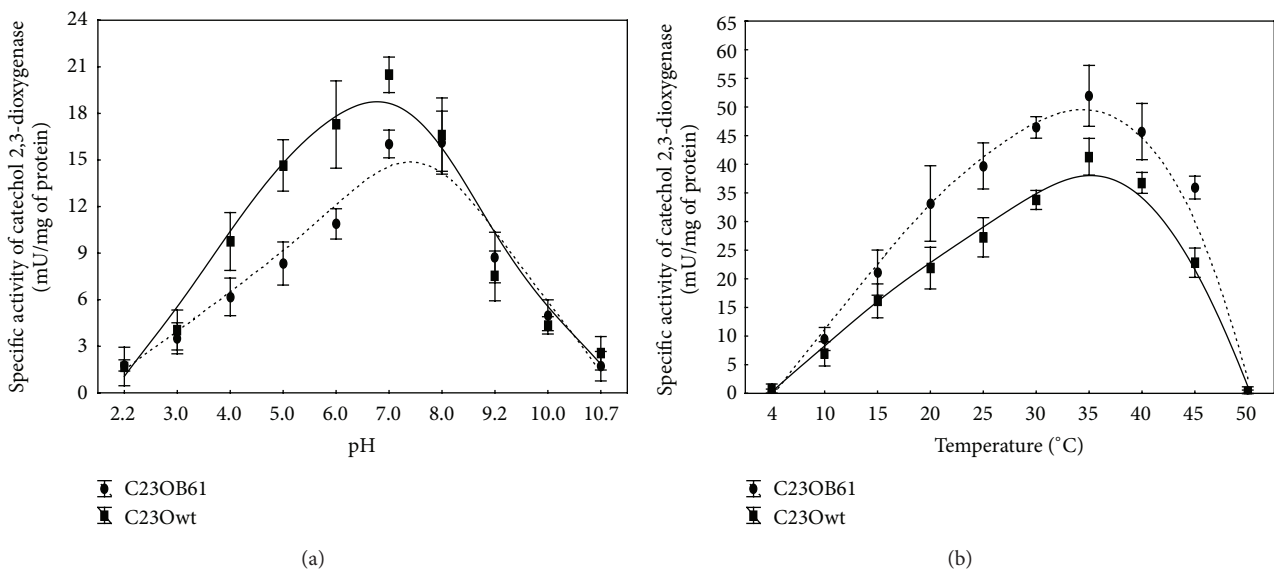 Specific activity of catechol 2,3-dioxygenase
(mU/mg of protein)
24
21
18
15
12
9
6
3
0
2.2 3.0 4.0 5.0 6.0 7.0 8.0 9.2 10.0 10.7
pH
C23OB61
C23Owt
(a)
Specific activity of catechol 2,3-dioxygenase
(mU/mg of protein)
65
60
55
50
45
40
35
30
25
20
15
10
5
0
4 10 15 20 25 30 35 40 45 50
Temperature (˚C)
C23OB61
C23Owt
(b)